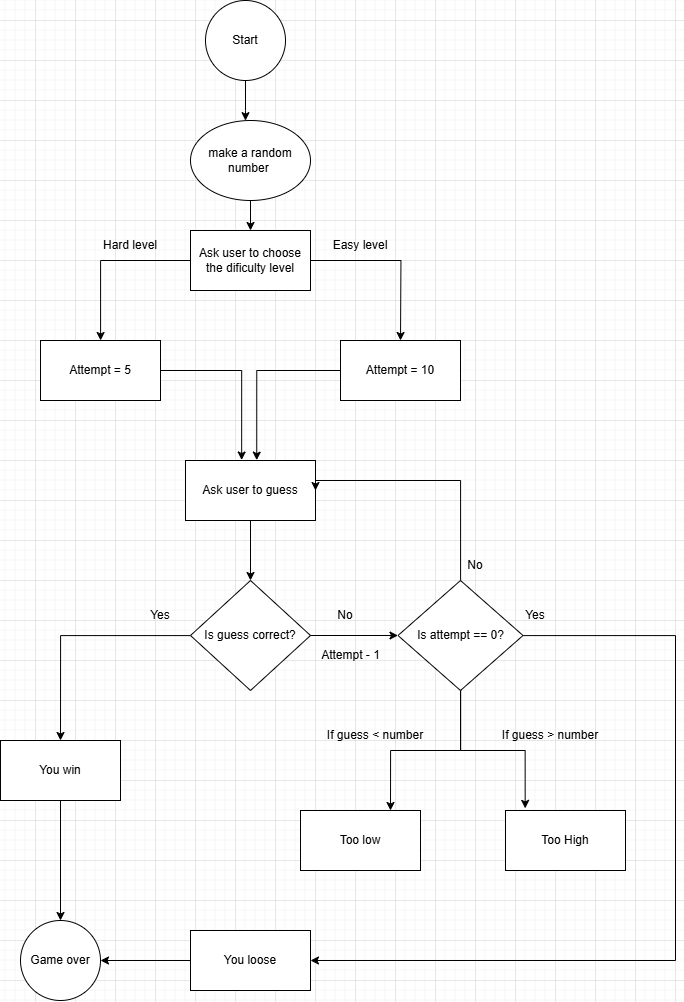 Start
make a random
number
Hard level
Easy level
Ask user to choose
the dificulty level
Attempt = 5
Attempt = 10
Ask user to guess
No
Yes
No
Yes
Is guess correct?
Is attempt == 0?
Attempt - 1
If guess < number
If guess > number
You win
Too low
Too High
Game over
You loose